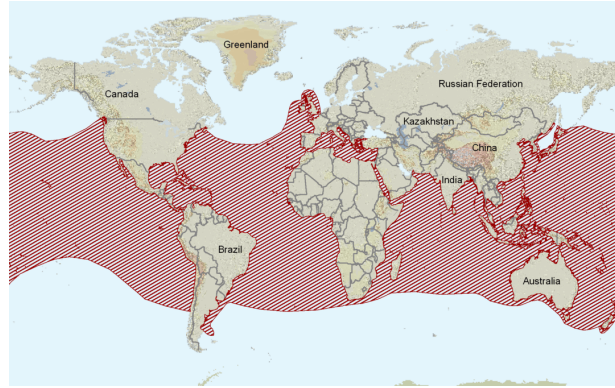 Greenland
Russian Federation
Canada
Kazakhstan
China
India
Brazil
Australia